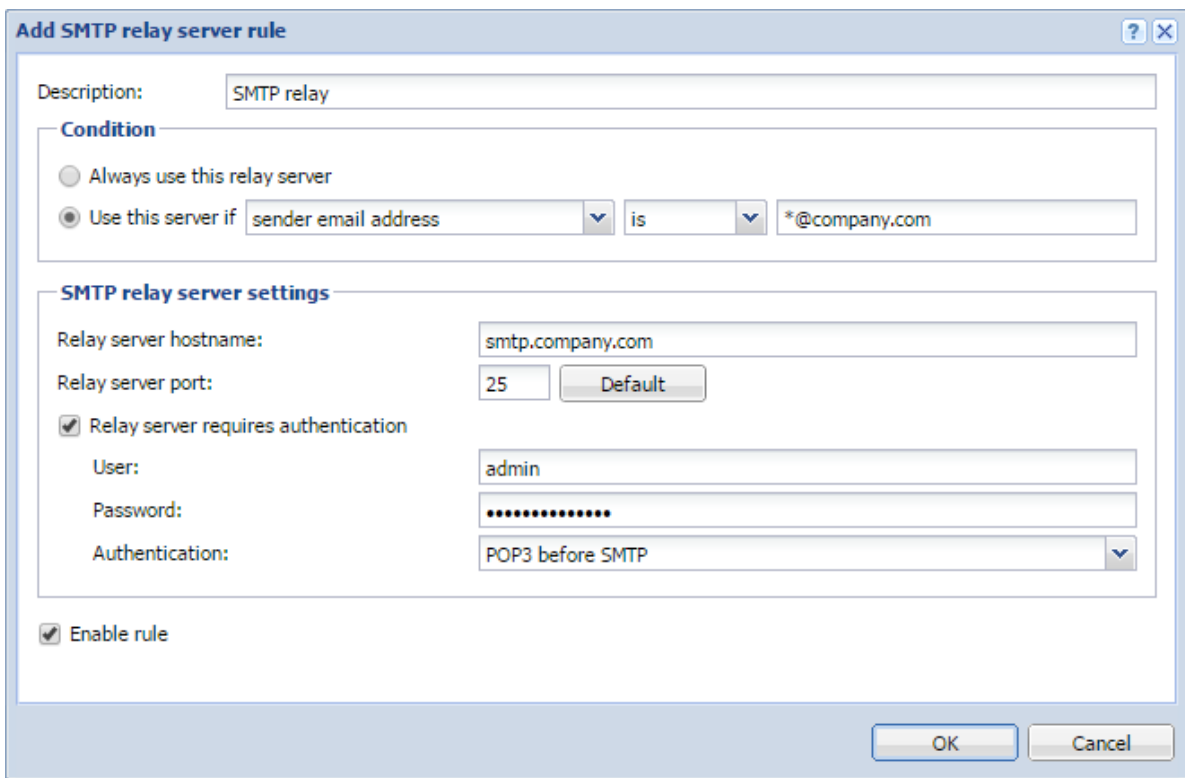 Add SMTP relay server rule
?
Description: SMTP relay
Condition
Always use this relay server
Use this server if sender email address is *@company.com
SMTP relay server settings
Relay server hostname: smtp.company.com
Relay server port: 25 Default
Relay server requires authentication
User: admin
Password: ••••••••••••••
Authentication: POP3 before SMTP
Enable rule
OK Cancel